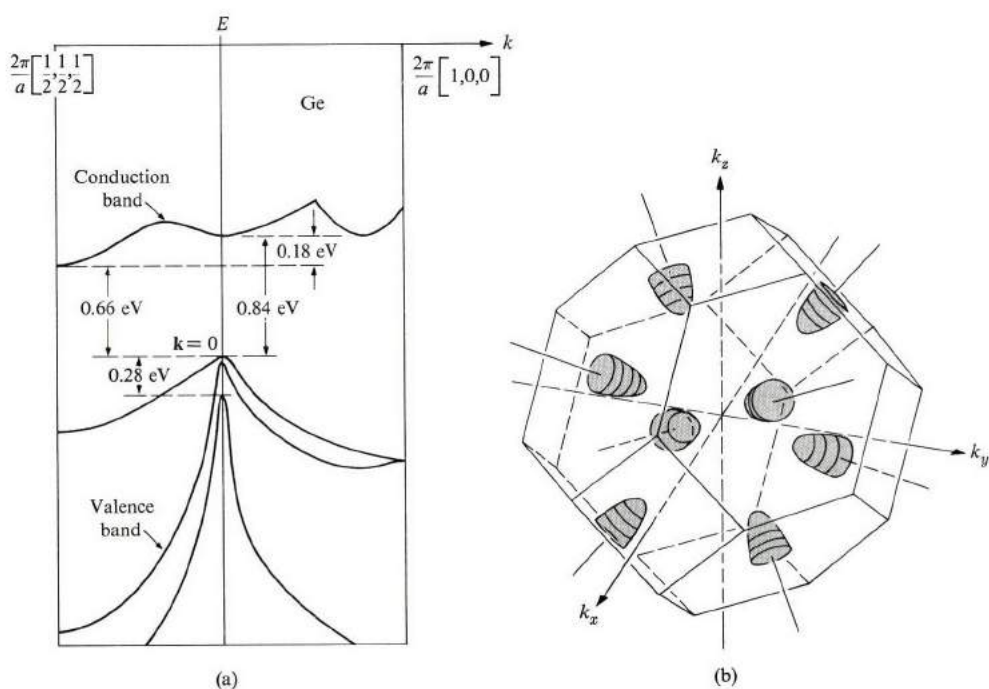 E
k
2π/a [1/2, 1/2, 1/2]
2π/a [1,0,0]
Ge
Conduction
band
0.18 eV
0.66 eV
0.84 eV
k = 0
0.28 eV
Valence
band
(a)
k_z
k_y
k_x
(b)